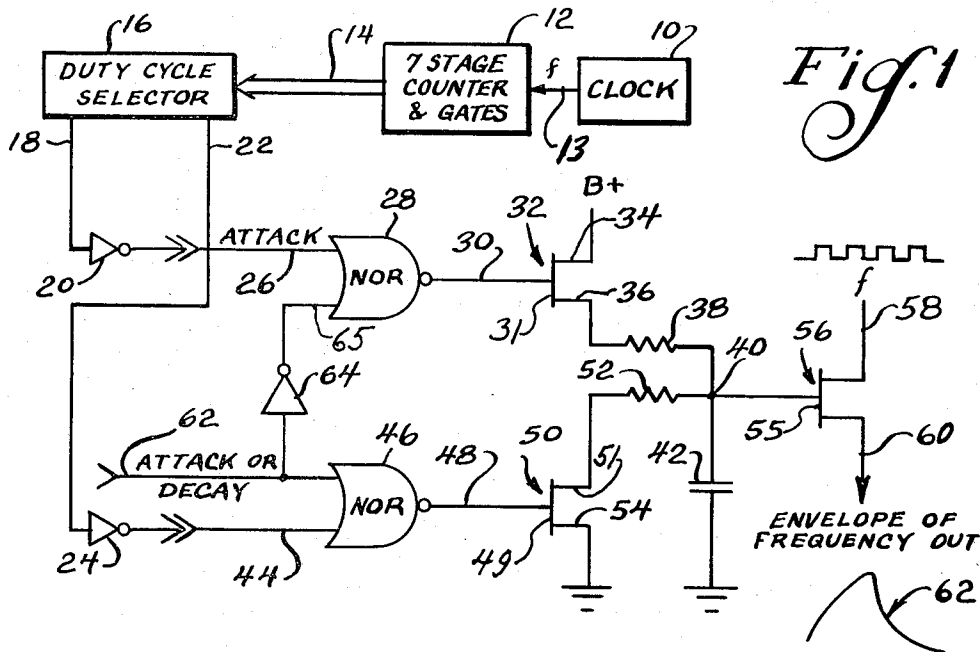 Fig.1
16
DUTY CYCLE
SELECTOR
14
12
7 STAGE
COUNTER
& GATES
f
13
10
CLOCK
18
22
20
ATTACK
26
28
NOR
65
30
B+
32
34
31
36
38
40
52
56
f
58
55
60
64
62
ATTACK OR
DECAY
46
NOR
48
50
51
49
54
42
24
44
ENVELOPE OF
FREQUENCY OUT
62